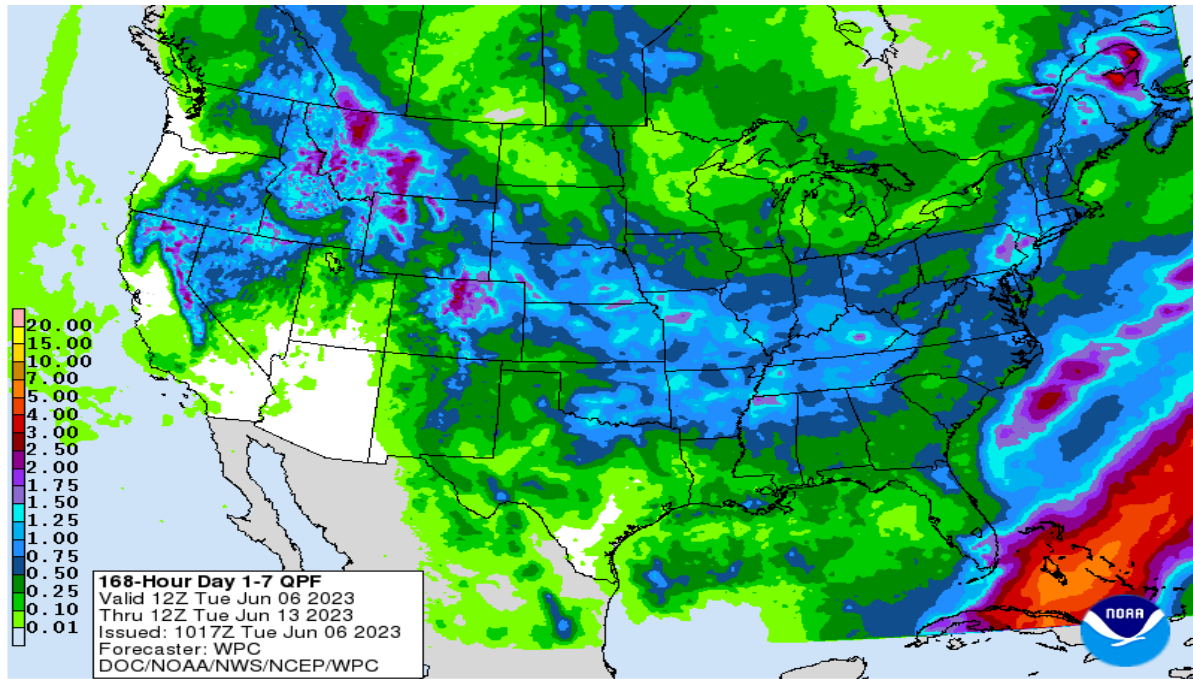 20.00
15.00
10.00
7.00
5.00
4.00
3.00
2.50
2.00
1.75
1.50
1.25
1.00
0.75
0.50
0.25
0.10
0.01
168-Hour Day 1-7 QPF
Valid 12Z Tue Jun 06 2023
Thru 12Z Tue Jun 13 2023
Issued: 1017Z Tue Jun 06 2023
Forecaster: WPC
DOC/NOAA/NWS/NCEP/WPC
NOAA